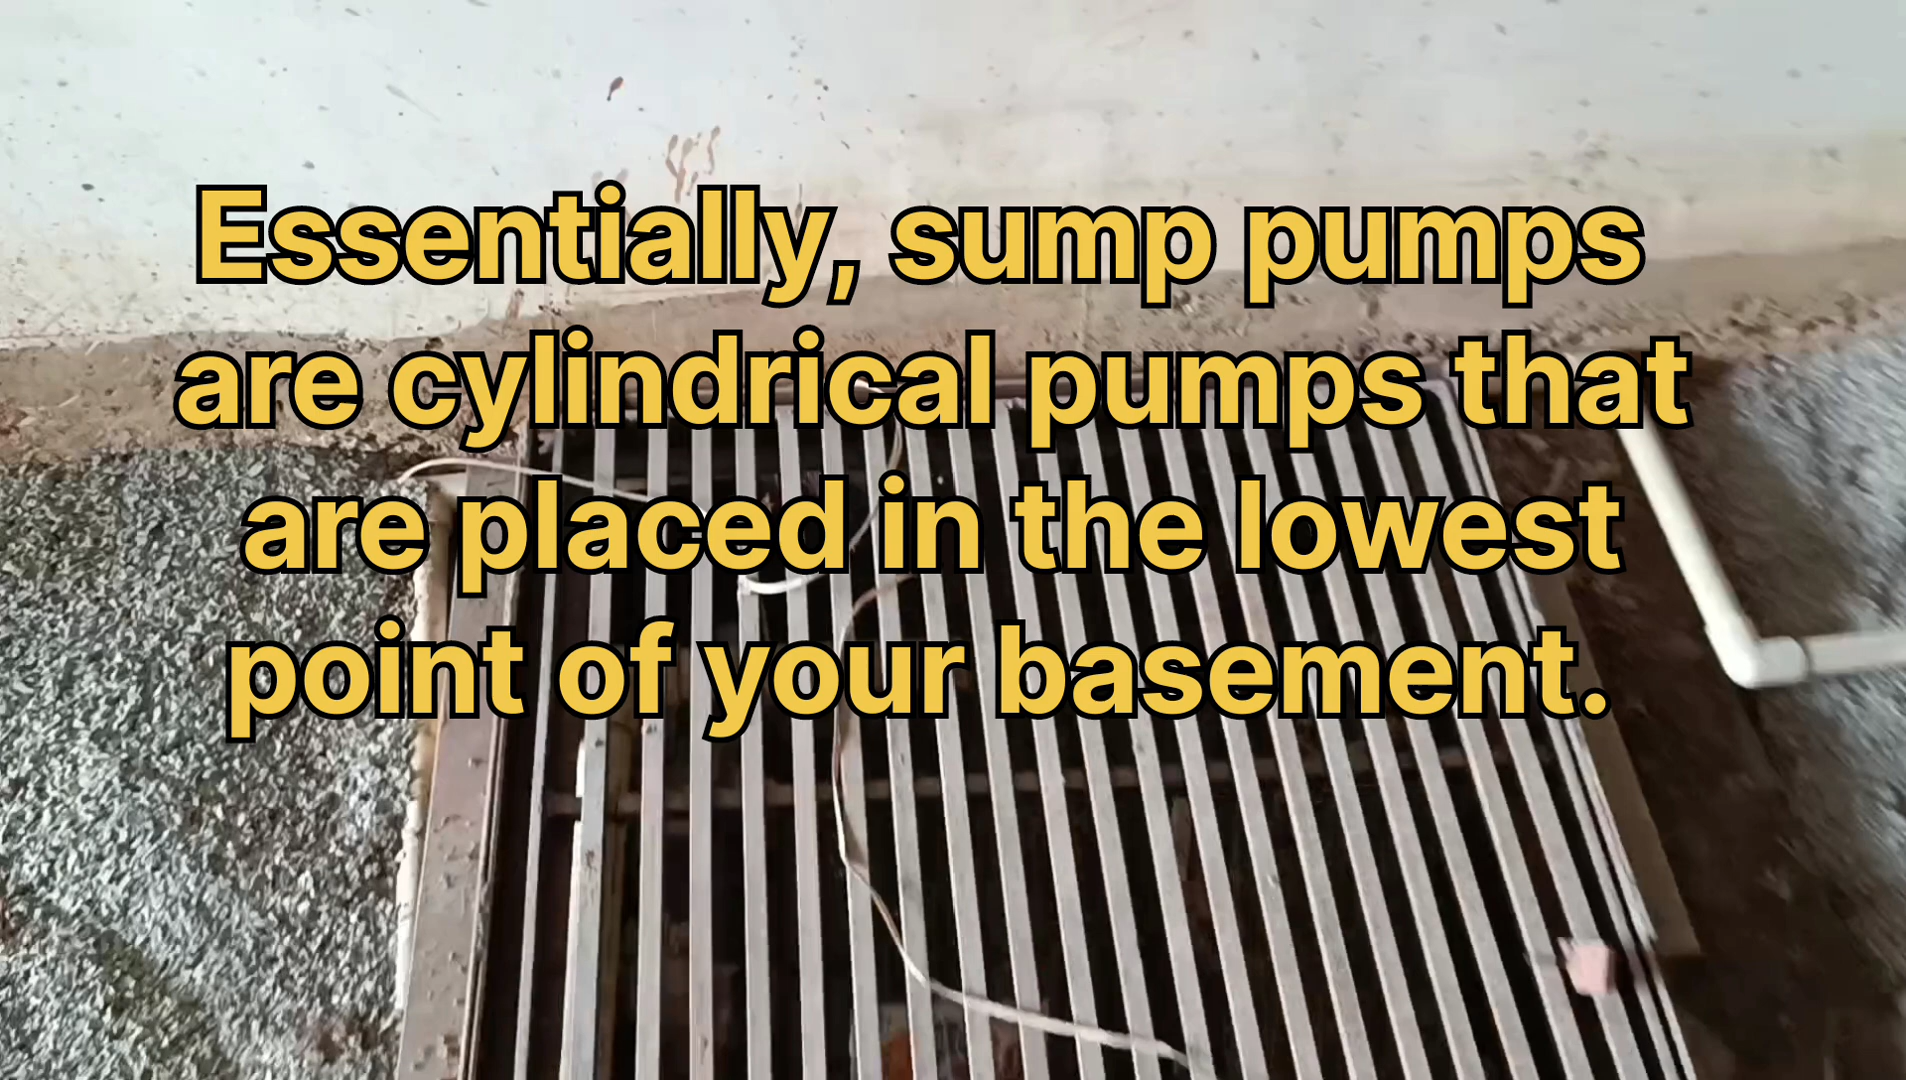 Essentially, sump pumps
are cylindrical pumps that
are placed in the lowest
point of your basement.